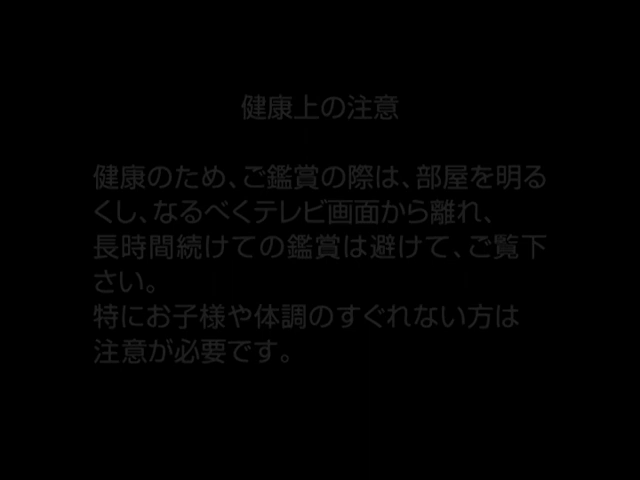 健康上の注意
健康のため、ご鑑賞の際は、部屋を明る
くし、なるべくテレビ画面から離れ、
長時間続けての鑑賞は避けて、ご覧下
さい。
特にお子様や体調のすぐれない方は
注意が必要です。